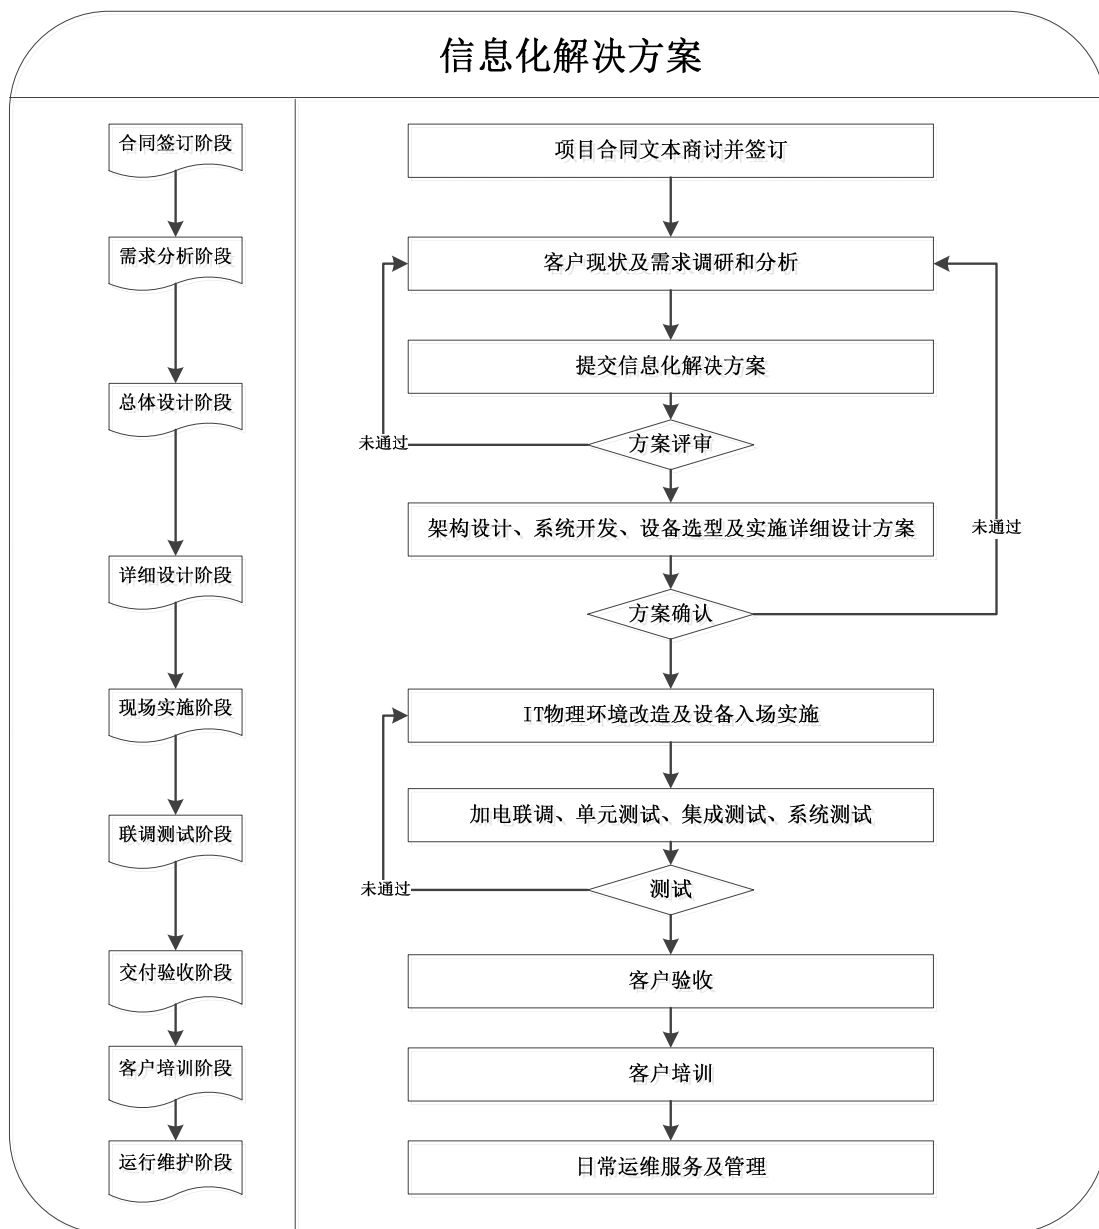 信息化解决方案
合同签订阶段
项目合同文本商讨并签订
需求分析阶段
客户现状及需求调研和分析
提交信息化解决方案
总体设计阶段
未通过
方案评审
架构设计、系统开发、设备选型及实施详细设计方案
未通过
详细设计阶段
方案确认
现场实施阶段
IT物理环境改造及设备入场实施
加电联调、单元测试、集成测试、系统测试
联调测试阶段
未通过
测试
交付验收阶段
客户验收
客户培训阶段
客户培训
运行维护阶段
日常运维服务及管理